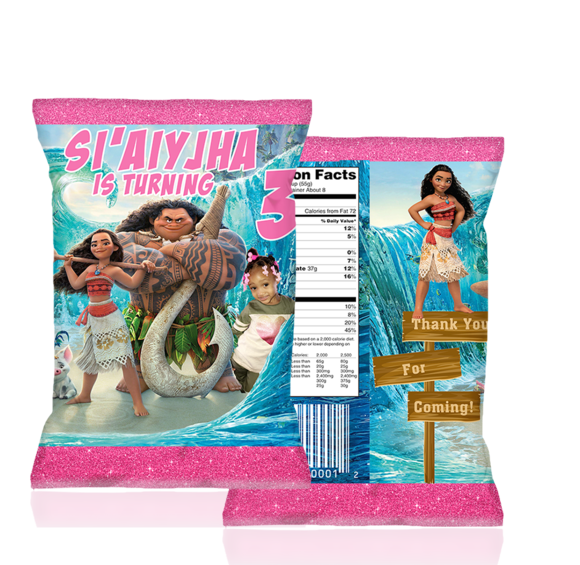 SI'AIYJHA
IS TURNING
3
on Facts
up (55g)
ainer About 8
Calories from Fat 72
% Daily Value*
12%
5%
0%
7%
ate 37g 12%
16%
10%
8%
20%
45%
re based on a 2,000 calorie diet
e higher or lower depending on
Calories: 2,000 2,500
Less than 65g 80g
Less than 20g 25g
Less than 300mg 300mg
Less than 2,400mg 2,400mg
300g 375g
25g 30g
0001 2
Thank You
For
Coming!